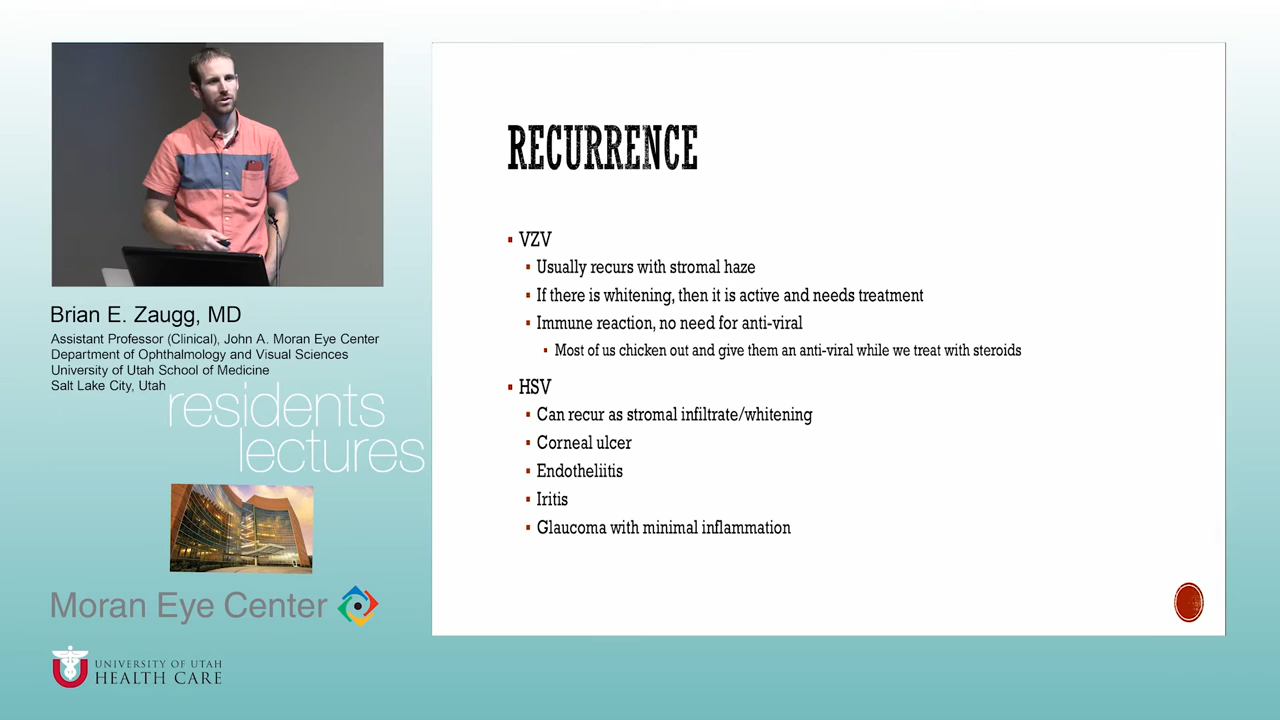 Brian E. Zaugg, MD
Assistant Professor (Clinical), John A. Moran Eye Center
Department of Ophthalmology and Visual Sciences
University of Utah School of Medicine
Salt Lake City, Utah
residents
lectures
Moran Eye Center
UNIVERSITY OF UTAH
HEALTH CARE
RECURRENCE
▪ VZV
▪ Usually recurs with stromal haze
▪ If there is whitening, then it is active and needs treatment
▪ Immune reaction, no need for anti-viral
▪ Most of us chicken out and give them an anti-viral while we treat with steroids
▪ HSV
▪ Can recur as stromal infiltrate/whitening
▪ Corneal ulcer
▪ Endotheliitis
▪ Iritis
▪ Glaucoma with minimal inflammation